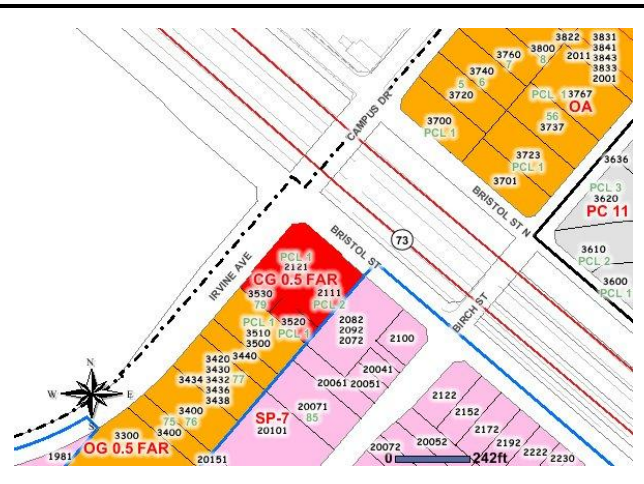 3822
3831
3841
3843
3833
2001
3800
8
2011
3760
7
3740
6
5
3720
PCL 1
3767
OA
56
3737
3700
PCL 1
3723
PCL 1
3701
CAMPUS DR
3636
PCL 3
3620
PC 11
BRISTOL ST N
3610
PCL 2
3600
PCL 1
73
BRISTOL ST
IRVINE AVE
BIRCH ST
PCL 1
2121
CG 0.5 FAR
3530
79
2111
PCL 2
PCL 1
3510
3500
3520
PCL 1
2082
2092
2072
2100
3420
3430
3440
3434
3432
77
3436
3438
20041
20061
20051
N
W
E
S
3400
75
76
3400
SP-7
20071
85
20101
2122
2152
2172
2192
2222
2230
3300
OG 0.5 FAR
1981
20151
20072
20052
0
242ft